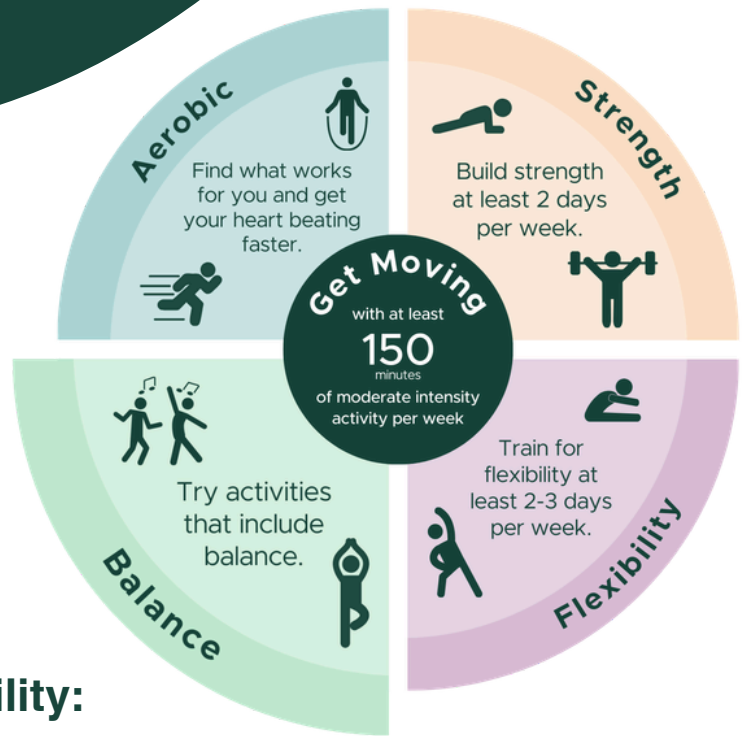 Aerobic
Find what works
for you and get
your heart beating
faster.
Strength
Build strength
at least 2 days
per week.
Get Moving
with at least
150
minutes
of moderate intensity
activity per week
Try activities
that include
balance.
Balance
Train for
flexibility at
least 2-3 days
per week.
Flexibility
ility: